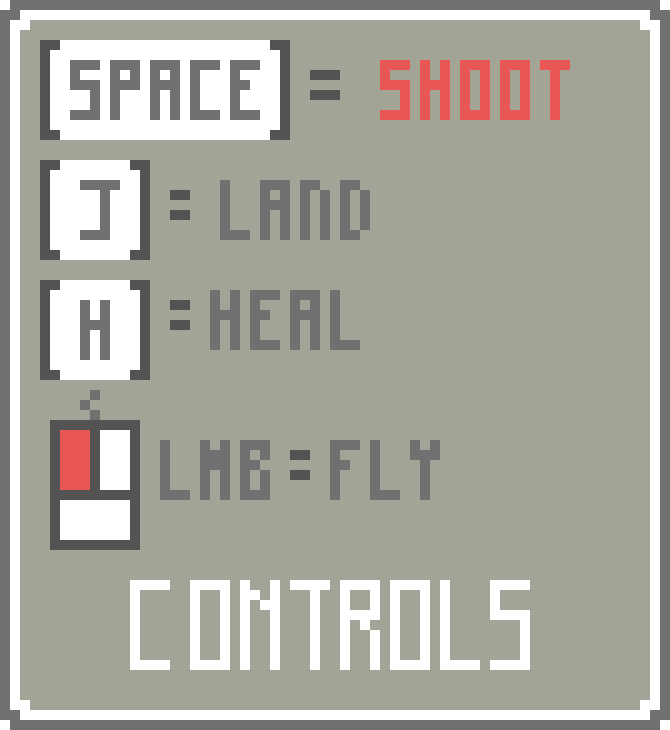 [SPACE] = SHOOT
[J] = LAND
[H] = HEAL
LMB = FLY
CONTROLS